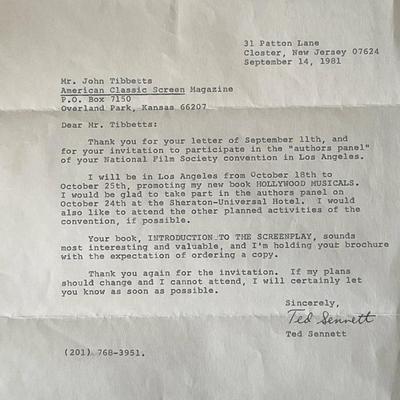 31 Patton Lane
Closter, New Jersey 07624
September 14, 1981
Mr. John Tibbetts
American Classic Screen Magazine
P.O. Box 7150
Overland Park, Kansas 66207
Dear Mr. Tibbetts:
Thank you for your letter of September 11th, and
for your invitation to participate in the "authors panel"
of your National Film Society convention in Los Angeles.
I will be in Los Angeles from October 18th to
October 25th, promoting my new book HOLLYWOOD MUSICALS.
I would be glad to take part in the authors panel on
October 24th at the Sheraton-Universal Hotel. I would
also like to attend the other planned activities of the
convention, if possible.
Your book, INTRODUCTION TO THE SCREENPLAY, sounds
most interesting and valuable, and I'm holding your brochure
with the expectation of ordering a copy.
Thank you again for the invitation. If my plans
should change and I cannot attend, I will certainly let
you know as soon as possible.
Sincerely,
Ted Sennett
Ted Sennett
(201) 768-3951.